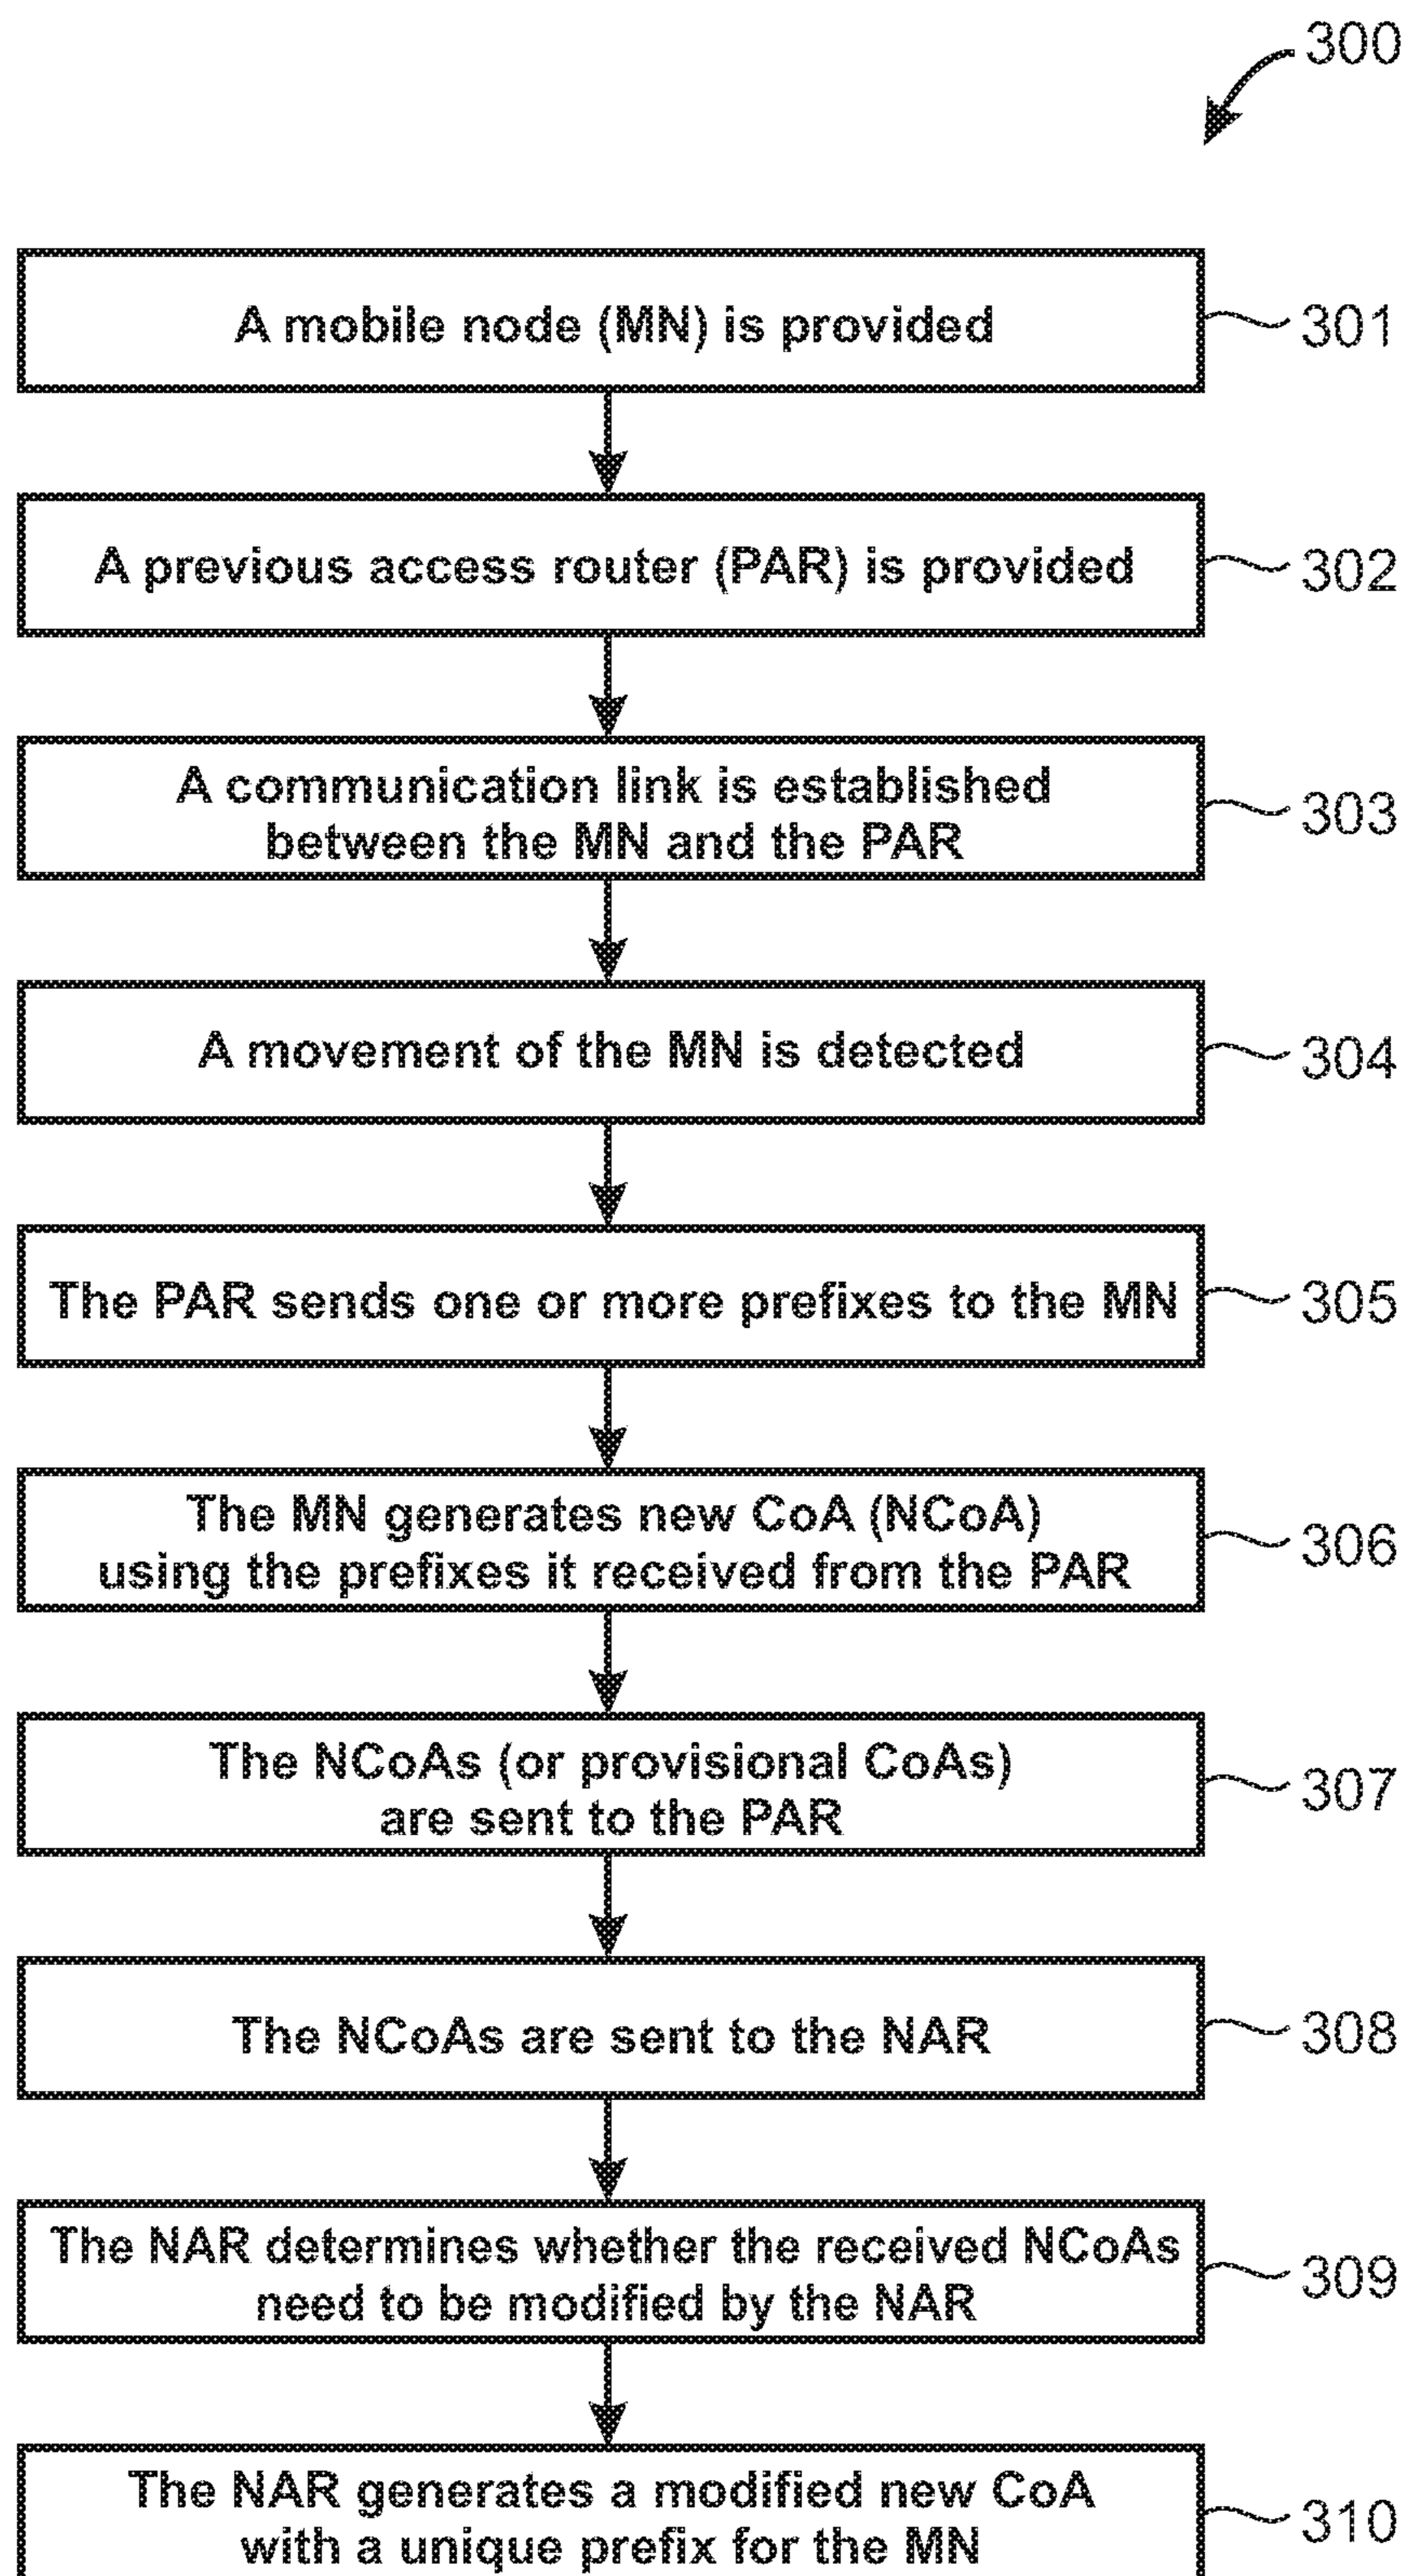 300
A mobile node (MN) is provided
301
A previous access router (PAR) is provided
302
A communication link is established
between the MN and the PAR
303
A movement of the MN is detected
304
The PAR sends one or more prefixes to the MN
305
The MN generates new CoA (NCoA)
using the prefixes it received from the PAR
306
The NCoAs (or provisional CoAs)
are sent to the PAR
307
The NCoAs are sent to the NAR
308
The NAR determines whether the received NCoAs
need to be modified by the NAR
309
The NAR generates a modified new CoA
with a unique prefix for the MN
310